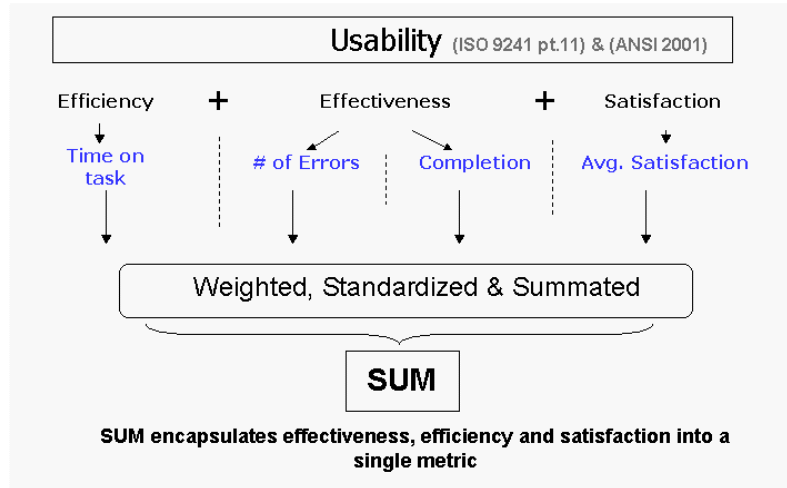 Usability (ISO 9241 pt.11) & (ANSI 2001)
Efficiency + Effectiveness + Satisfaction
Time on
task
# of Errors
Completion
Avg. Satisfaction
Weighted, Standardized & Summated
SUM
SUM encapsulates effectiveness, efficiency and satisfaction into a
single metric